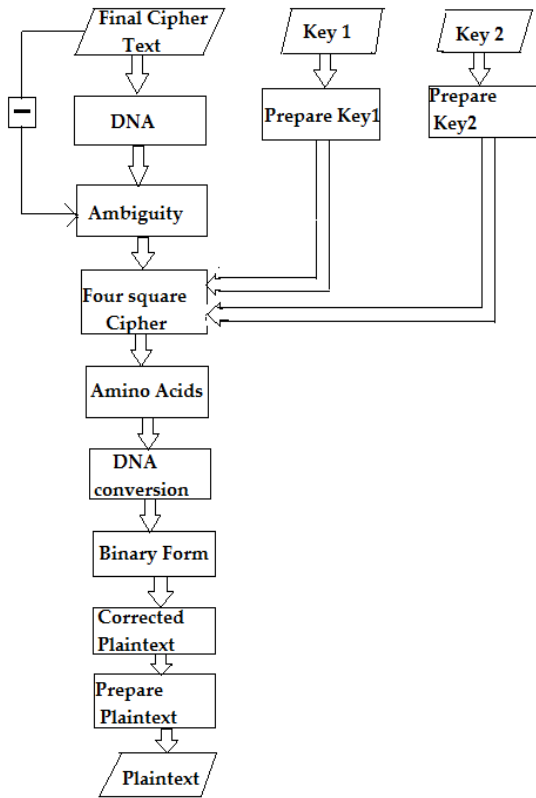 Final Cipher
Text
Key 1
Key 2
DNA
Prepare Key1
Prepare
Key2
Ambiguity
Four square
Cipher
Amino Acids
DNA
conversion
Binary Form
Corrected
Plaintext
Prepare
Plaintext
Plaintext